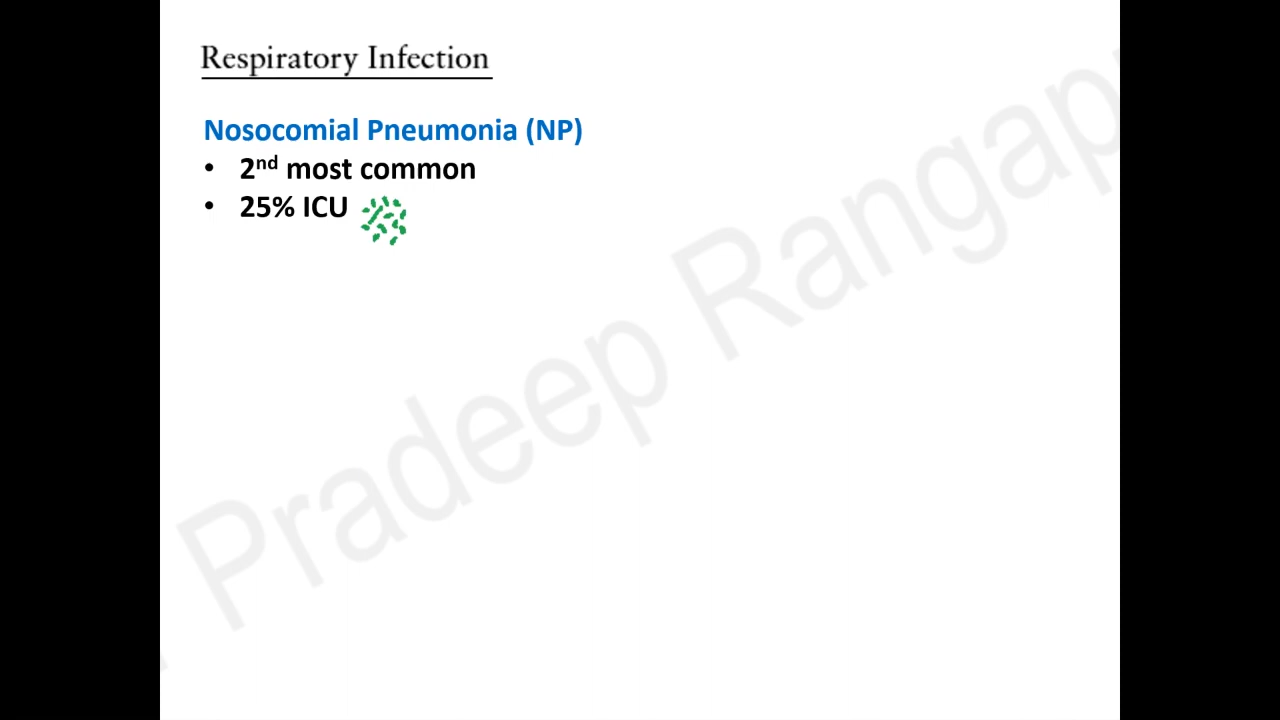 Respiratory Infection
Nosocomial Pneumonia (NP)
• 2nd most common
• 25% ICU
Pradeep Rangap